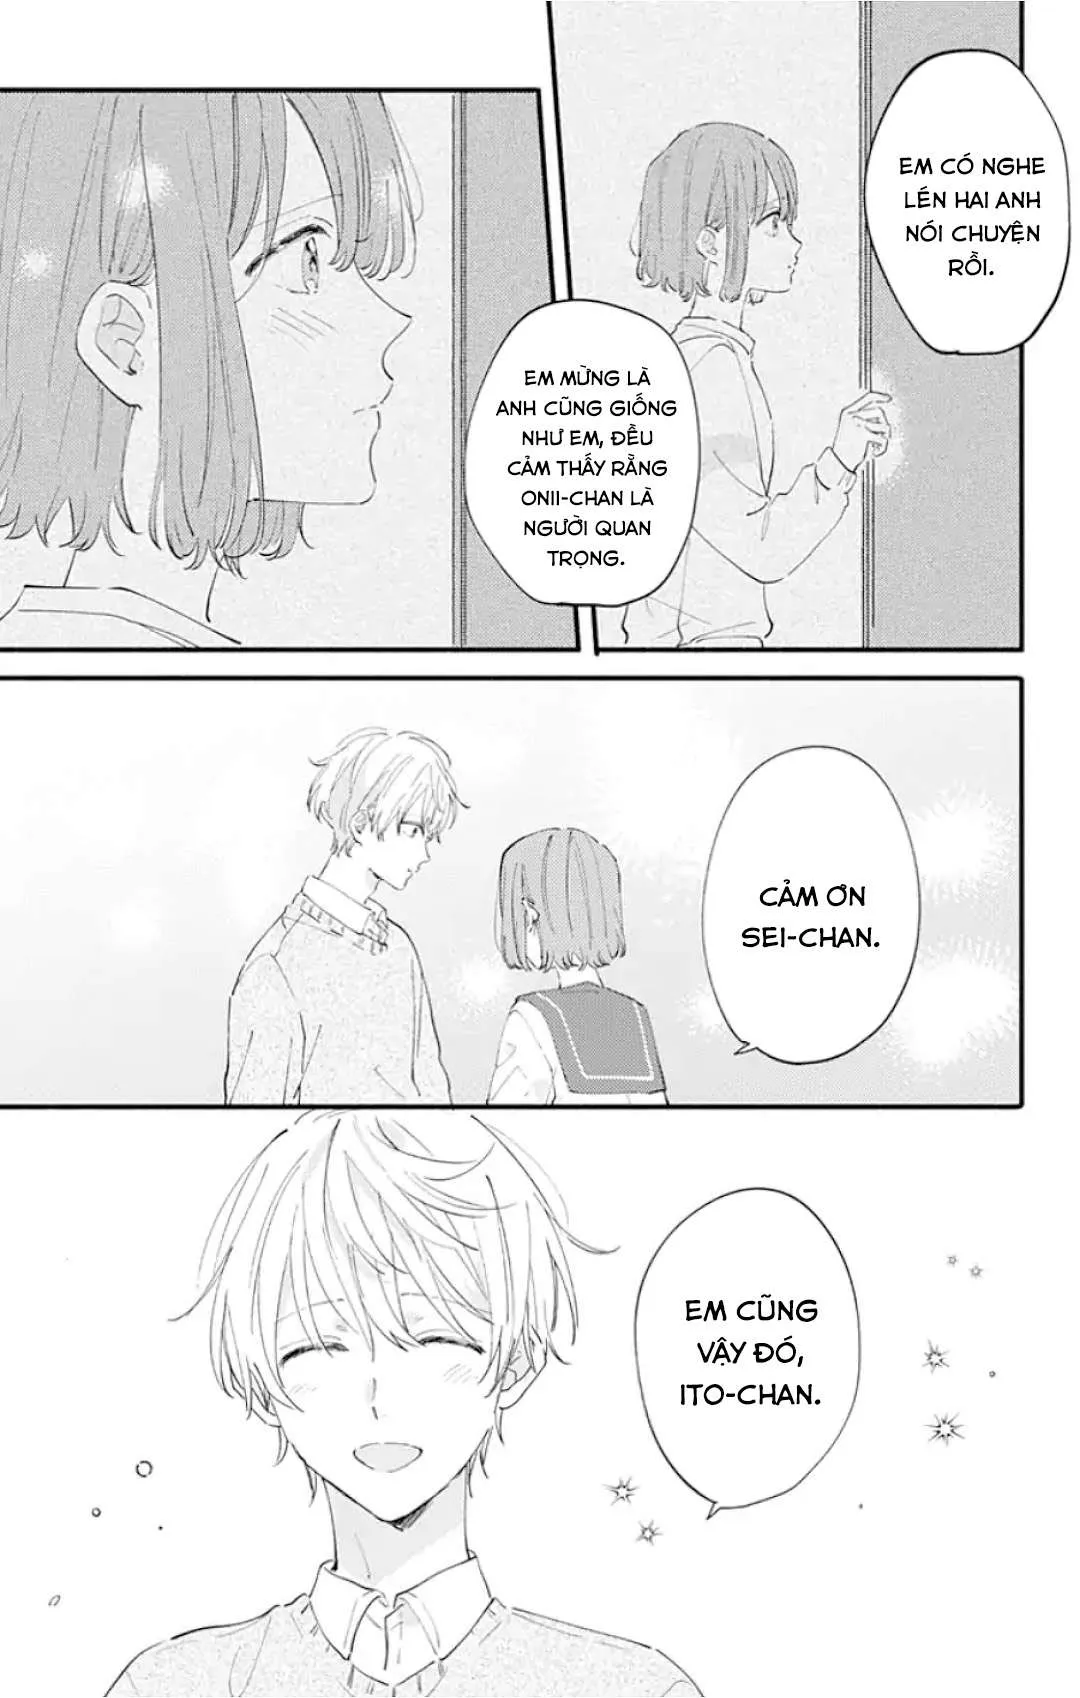 EM CÓ NGHE
LÉN HAI ANH
NÓI CHUYỆN
RỒI.
EM MỪNG LÀ
ANH CŨNG GIỐNG
NHƯ EM, ĐỀU
CẢM THẤY RẰNG
ONII-CHAN LÀ
NGƯỜI QUAN
TRỌNG.
CẢM ƠN
SEI-CHAN.
EM CŨNG
VẬY ĐÓ,
ITO-CHAN.